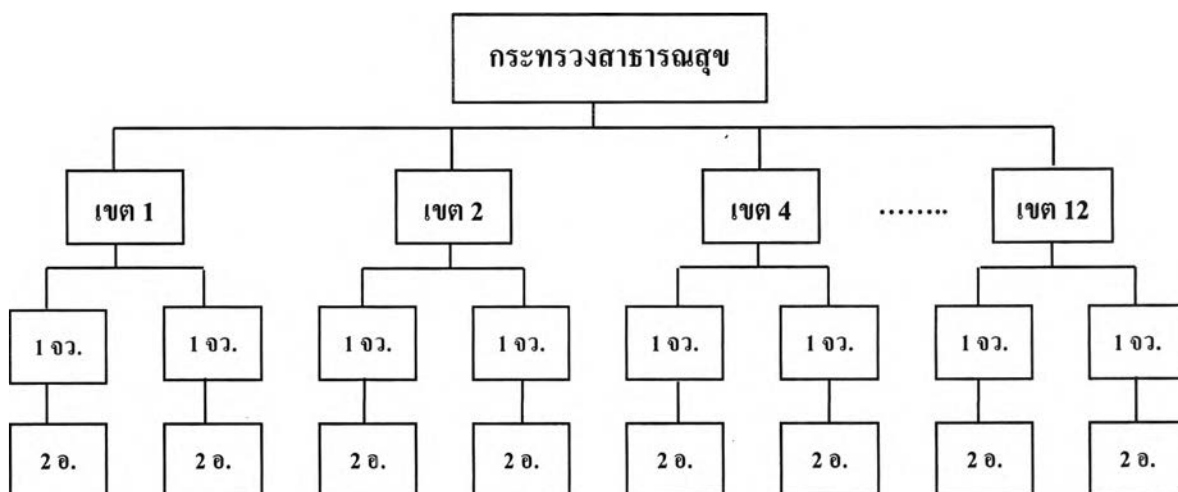 กระทรวงสาธารณสุข
เขต 1 เขต 2 เขต 4 ........ เขต 12
1 จว. 1 จว. 1 จว. 1 จว. 1 จว. 1 จว. 1 จว. 1 จว.
2 อ. 2 อ. 2 อ. 2 อ. 2 อ. 2 อ. 2 อ. 2 อ.